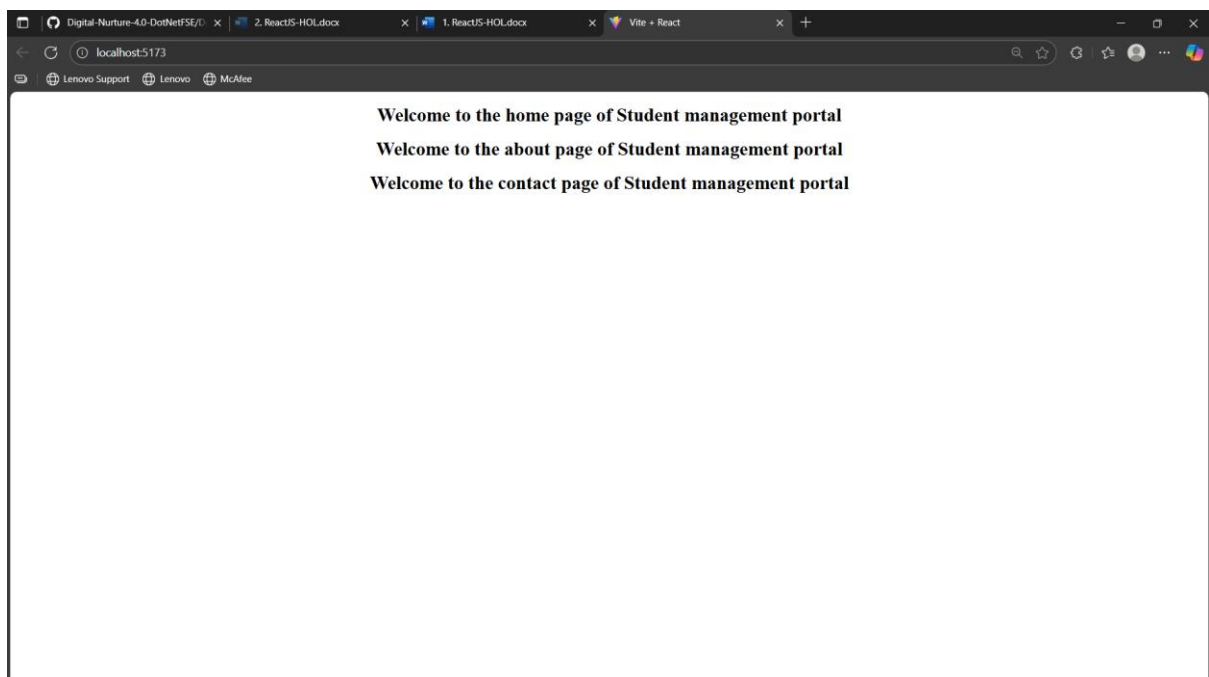 Digital-Nurture-4.0-DotNetFSE/D
2. ReactJS-HOL.docx
1. ReactJS-HOL.docx
Vite + React
localhost:5173
Lenovo Support
Lenovo
McAfee
Welcome to the home page of Student management portal
Welcome to the about page of Student management portal
Welcome to the contact page of Student management portal